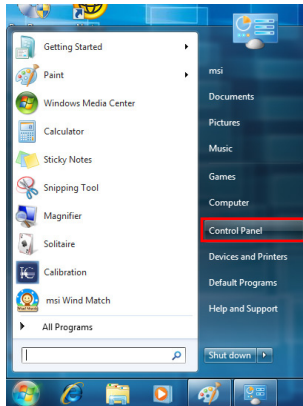 Getting Started
Paint
Windows Media Center
Calculator
Sticky Notes
Snipping Tool
Magnifier
Solitaire
Calibration
msi Wind Match
All Programs
msi
Documents
Pictures
Music
Games
Computer
Control Panel
Devices and Printers
Default Programs
Help and Support
Shut down